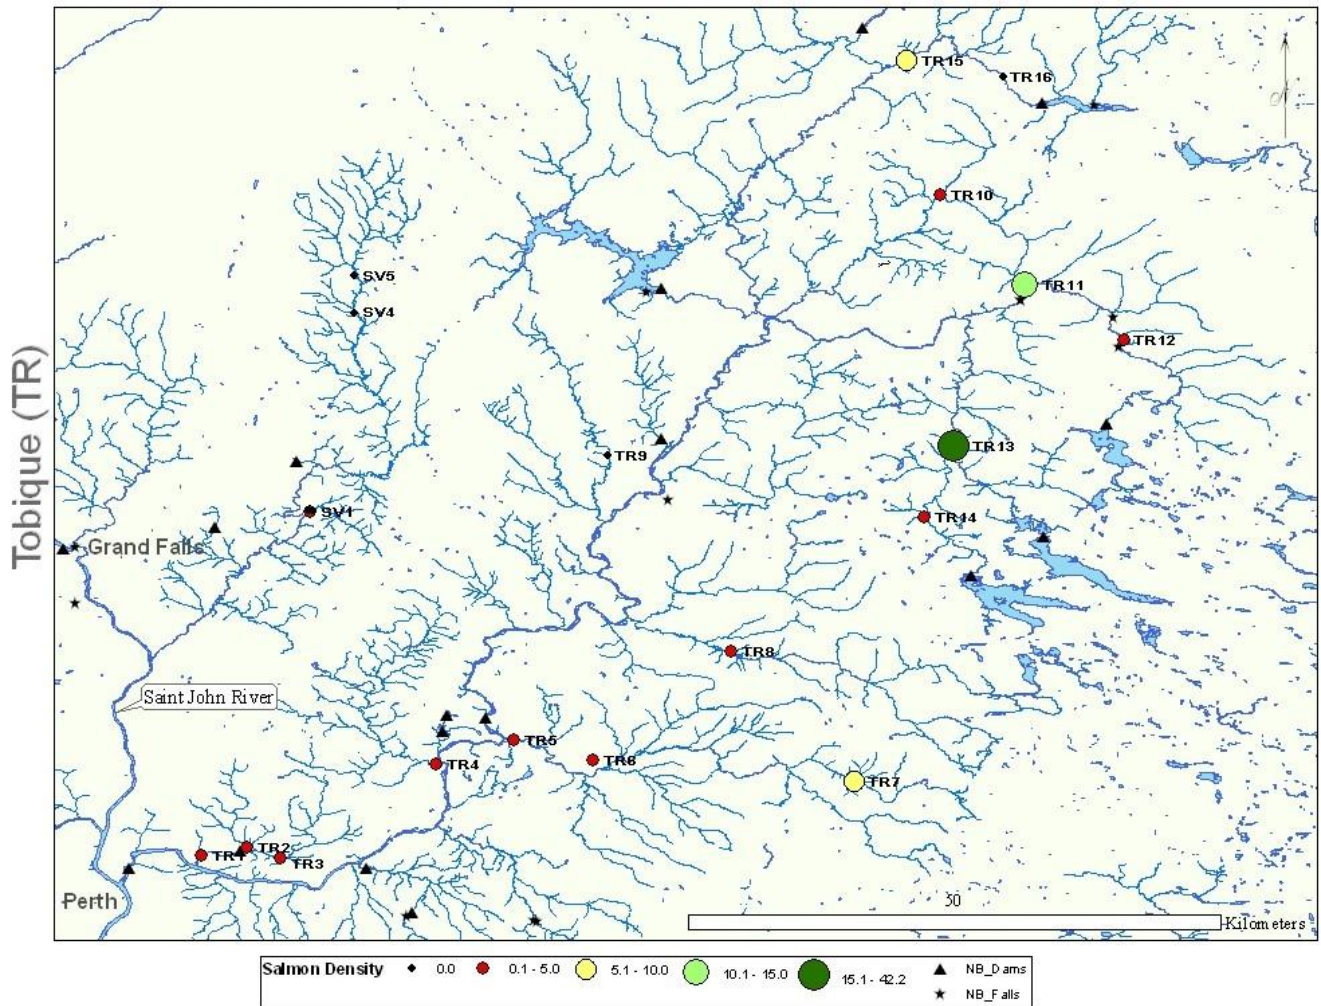 TR15
TR16
TR10
SV5
SV4
TR11
TR12
Tobique (TR)
TR9
TR13
SV1
TR14
Grand Falls
TR8
Saint John River
TR5
TR6
TR4
TR7
TR1
TR2
TR3
Perth
50
Kilometers
Salmon Density 0.0 0.1 - 5.0 5.1 - 10.0 10.1 - 15.0 15.1 - 42.2 NB_Dams
NB_Falls